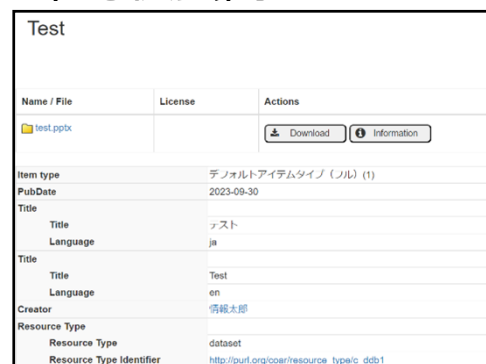 Test
Name / File License Actions
test.pptx Download Information
Item type デフォルトアイテムタイプ（フル）(1)
PubDate 2023-09-30
Title
Title テスト
Language ja
Title
Title Test
Language en
Creator 情報太郎
Resource Type
Resource Type dataset
Resource Type Identifier http://purl.org/coar/resource_type/c_ddb1